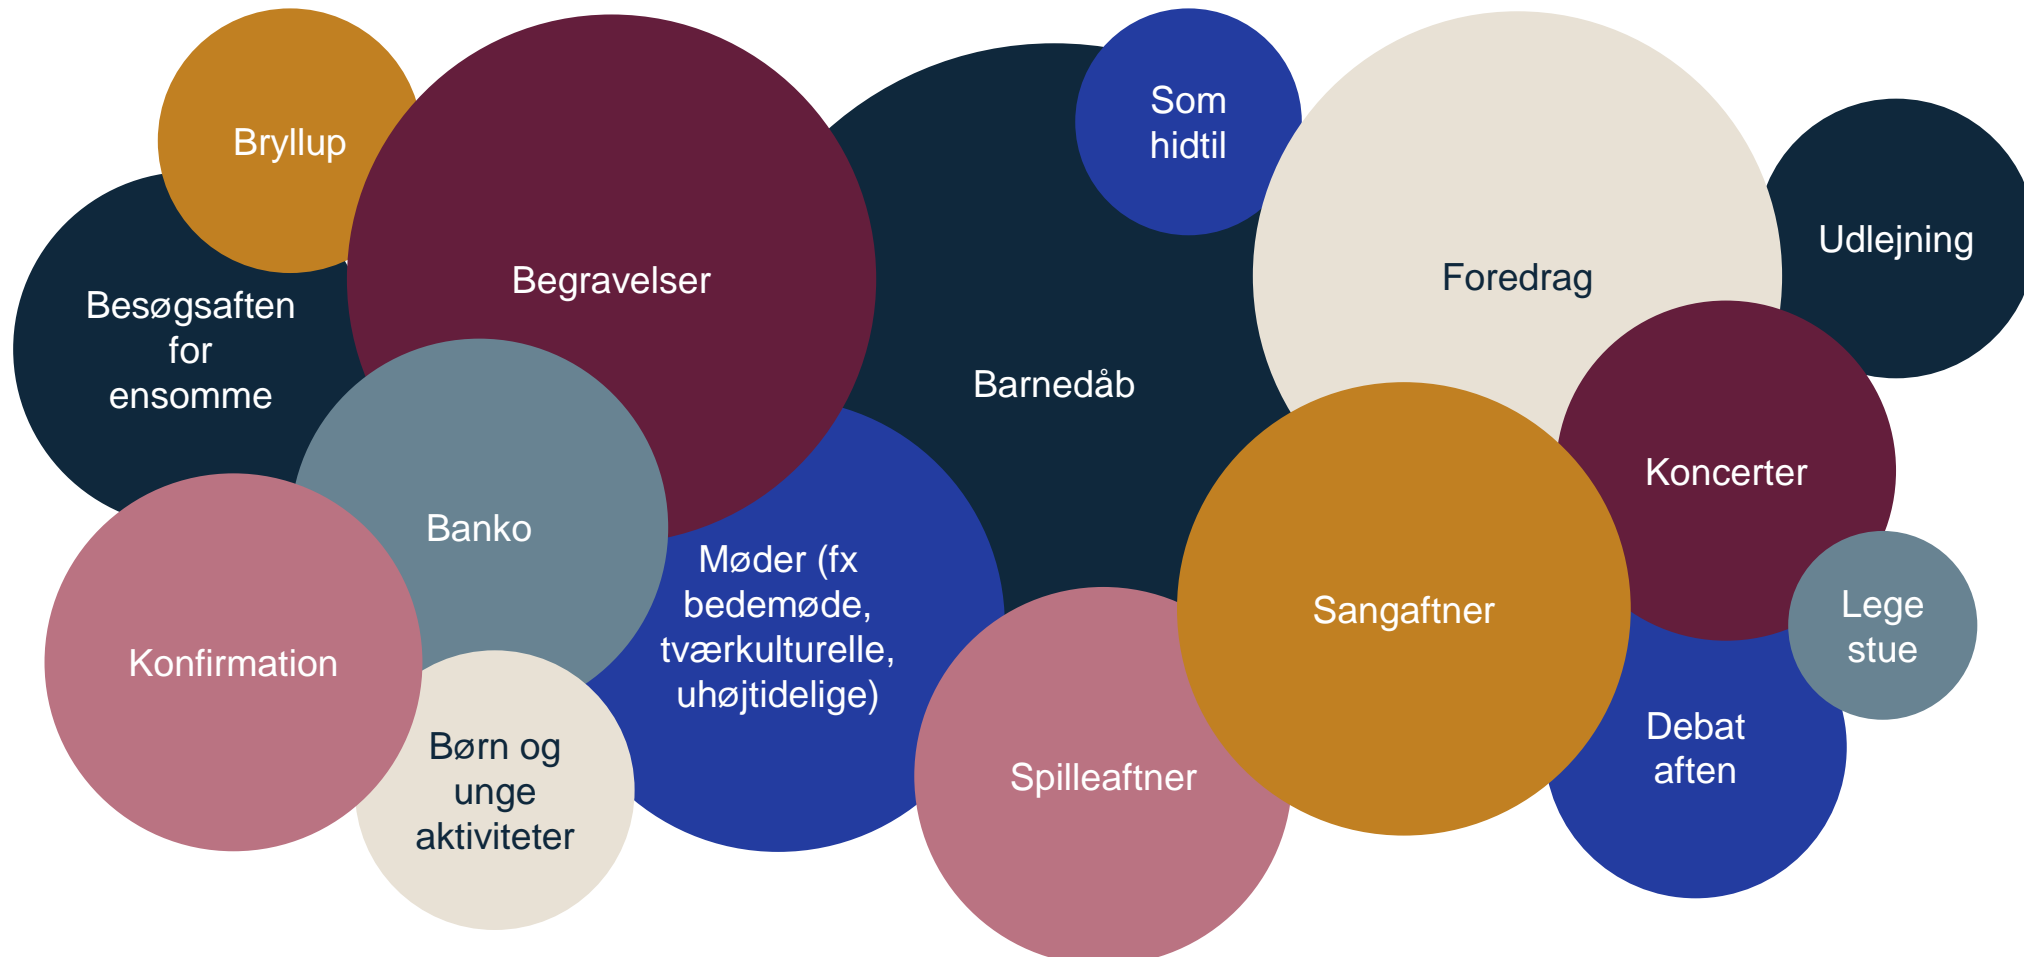 Bryllup
Besøgsaften
for
ensomme
Begravelser
Som
hidtil
Barnedåb
Foredrag
Udlejning
Koncerter
Banko
Konfirmation
Møder (fx
bedemøde,
tværkulturelle,
uhøjtidelige)
Børn og
unge
aktiviteter
Spilleaftner
Sangaftner
Lege
stue
Debat
aften